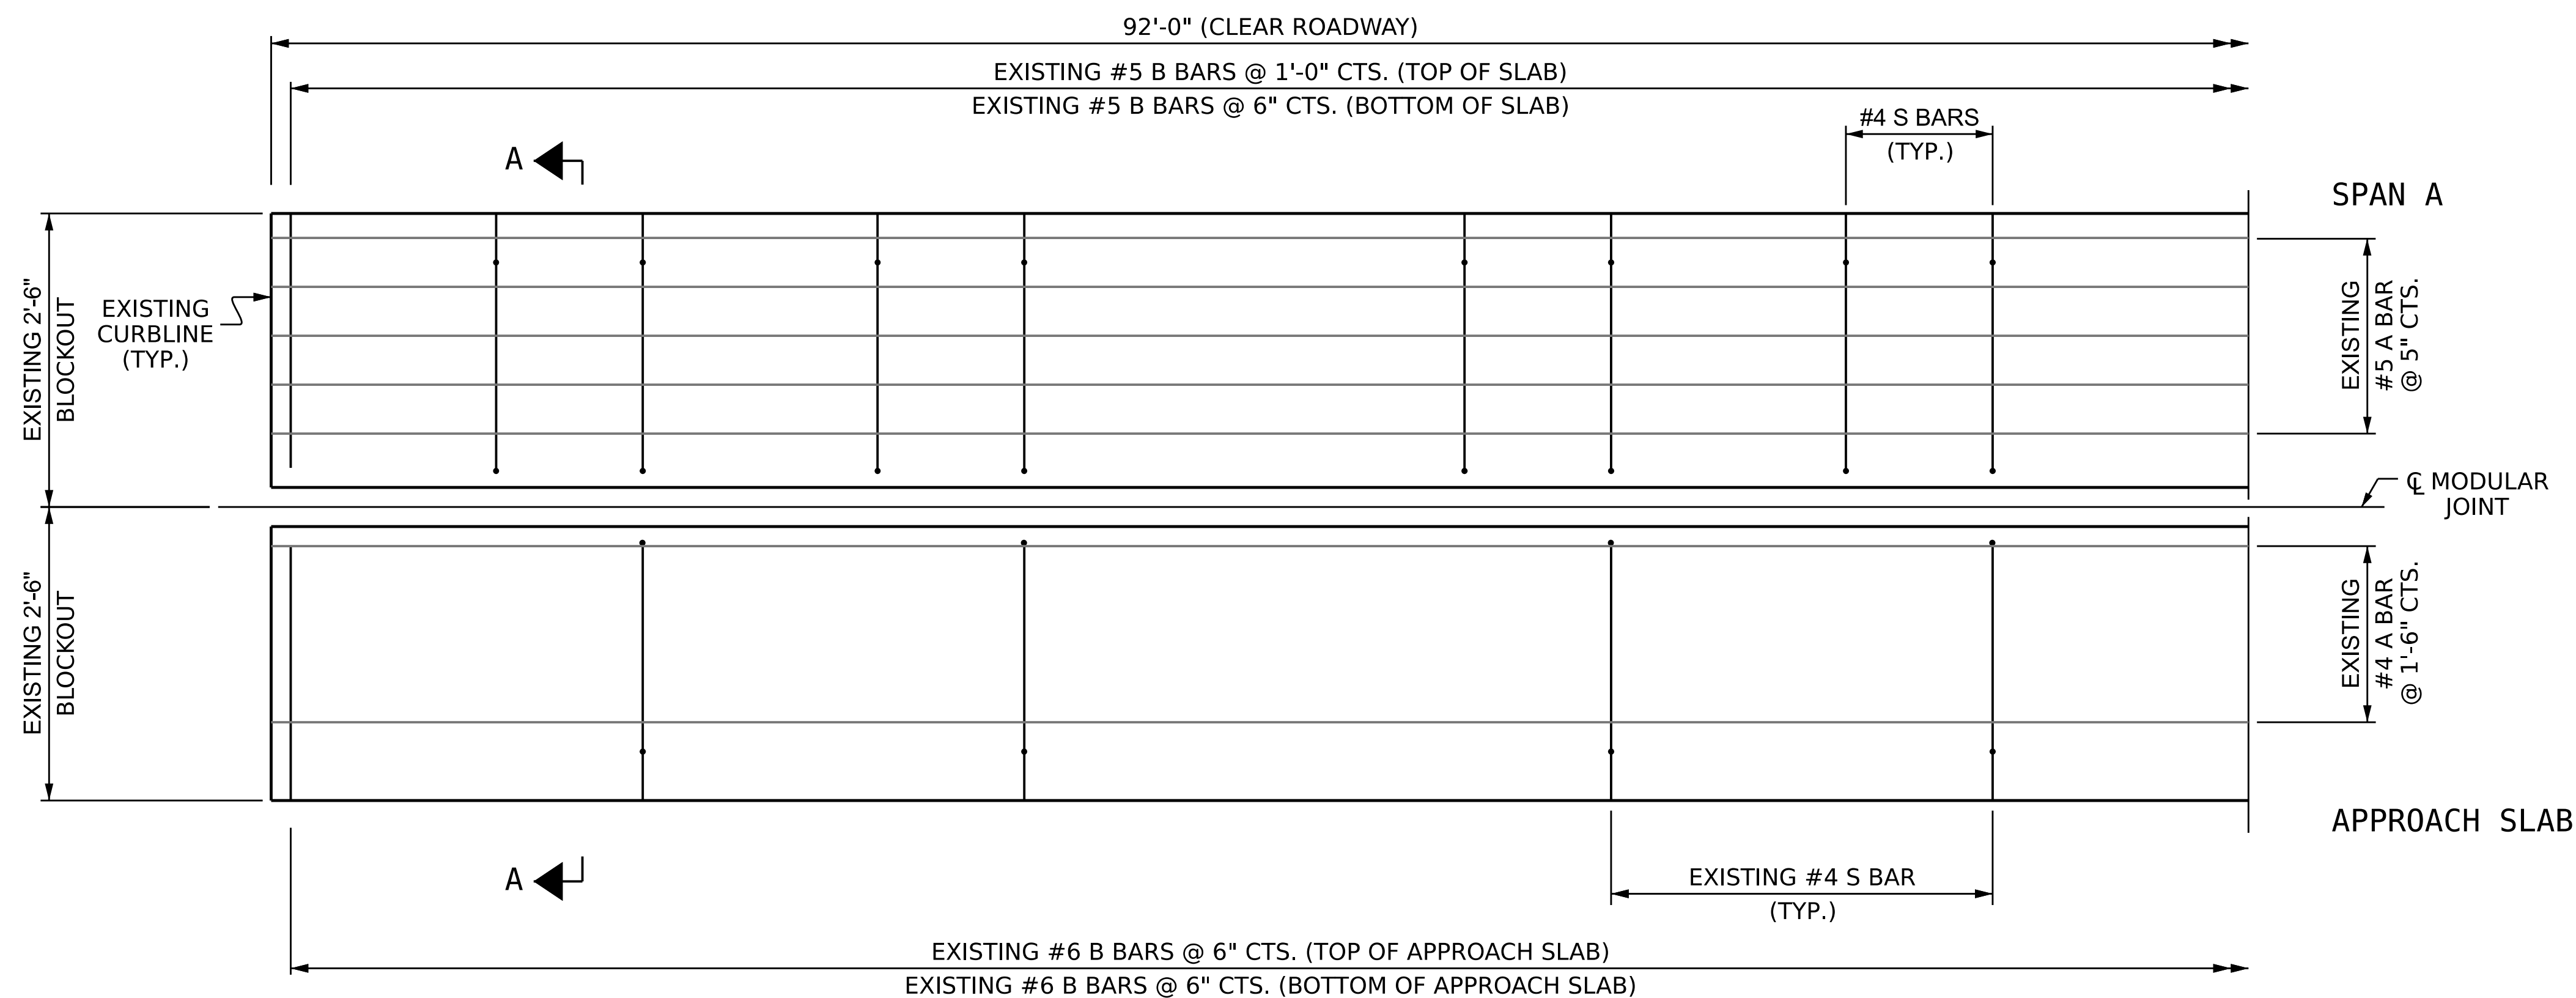 92'-0" (CLEAR ROADWAY)
EXISTING #5 B BARS @ 1'-0" CTS. (TOP OF SLAB)
EXISTING #5 B BARS @ 6" CTS. (BOTTOM OF SLAB)
#4 S BARS
(TYP.)
A
SPAN A
EXISTING 2'-6"
BLOCKOUT
EXISTING
CURBLINE
(TYP.)
EXISTING
#5 A BAR
@ 5" CTS.
℄ MODULAR
JOINT
EXISTING 2'-6"
BLOCKOUT
EXISTING
#4 A BAR
@ 1'-6" CTS.
APPROACH SLAB
A
EXISTING #4 S BAR
(TYP.)
EXISTING #6 B BARS @ 6" CTS. (TOP OF APPROACH SLAB)
EXISTING #6 B BARS @ 6" CTS. (BOTTOM OF APPROACH SLAB)